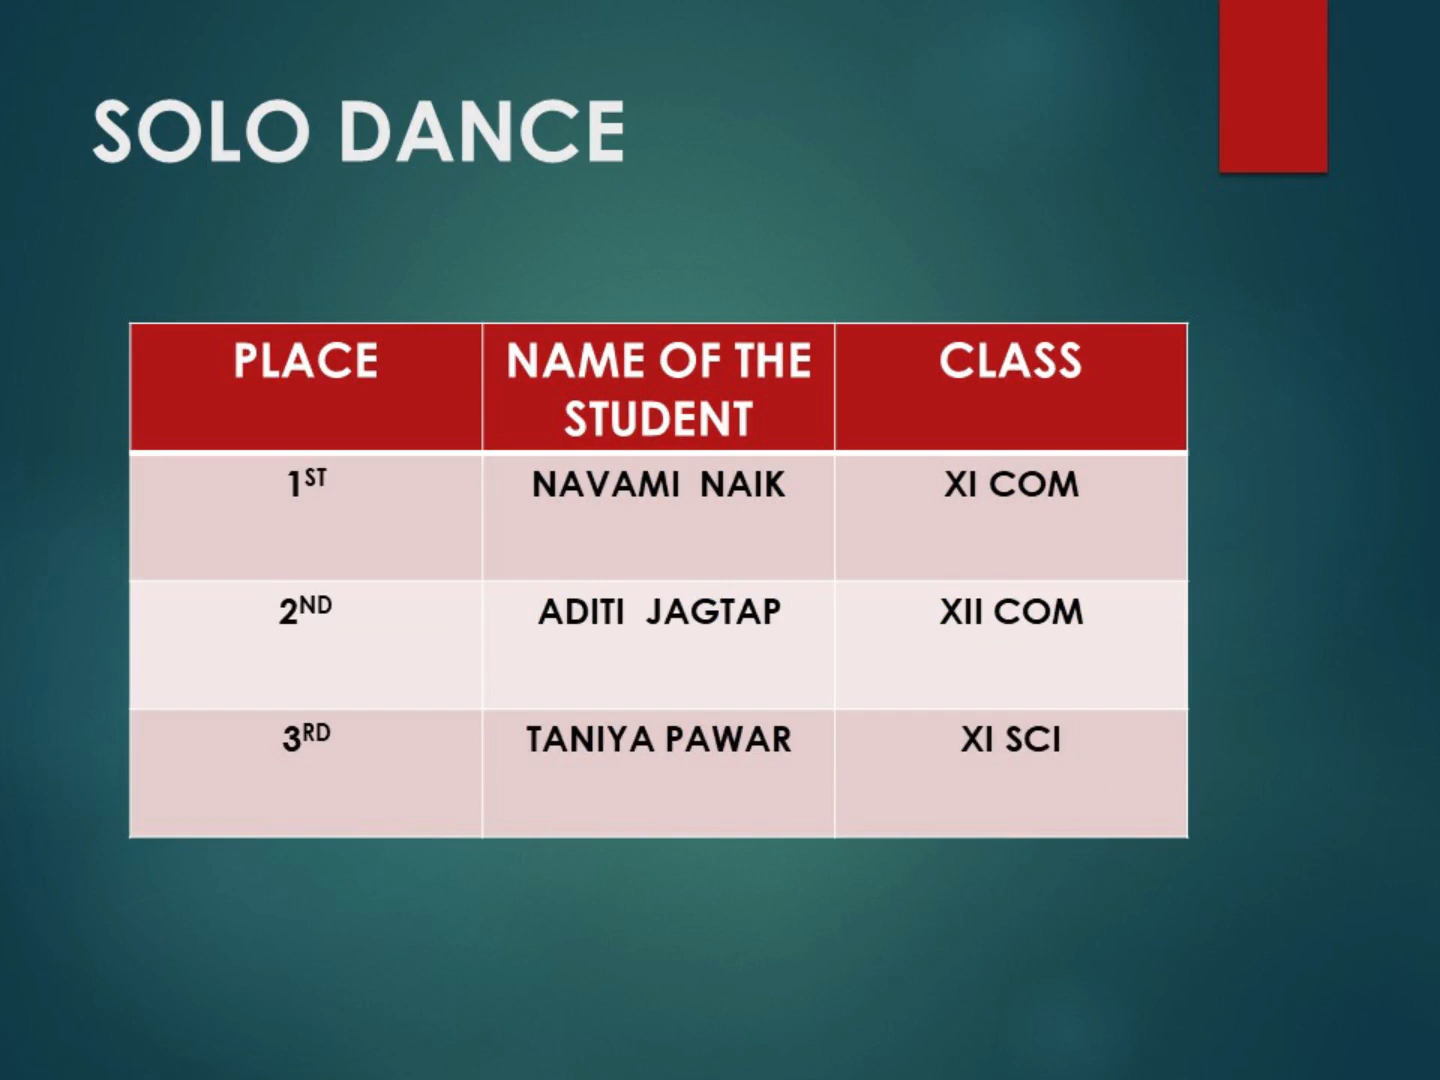 SOLO DANCE
PLACE NAME OF THE STUDENT CLASS
1ST NAVAMI NAIK XI COM
2ND ADITI JAGTAP XII COM
3RD TANIYA PAWAR XI SCI